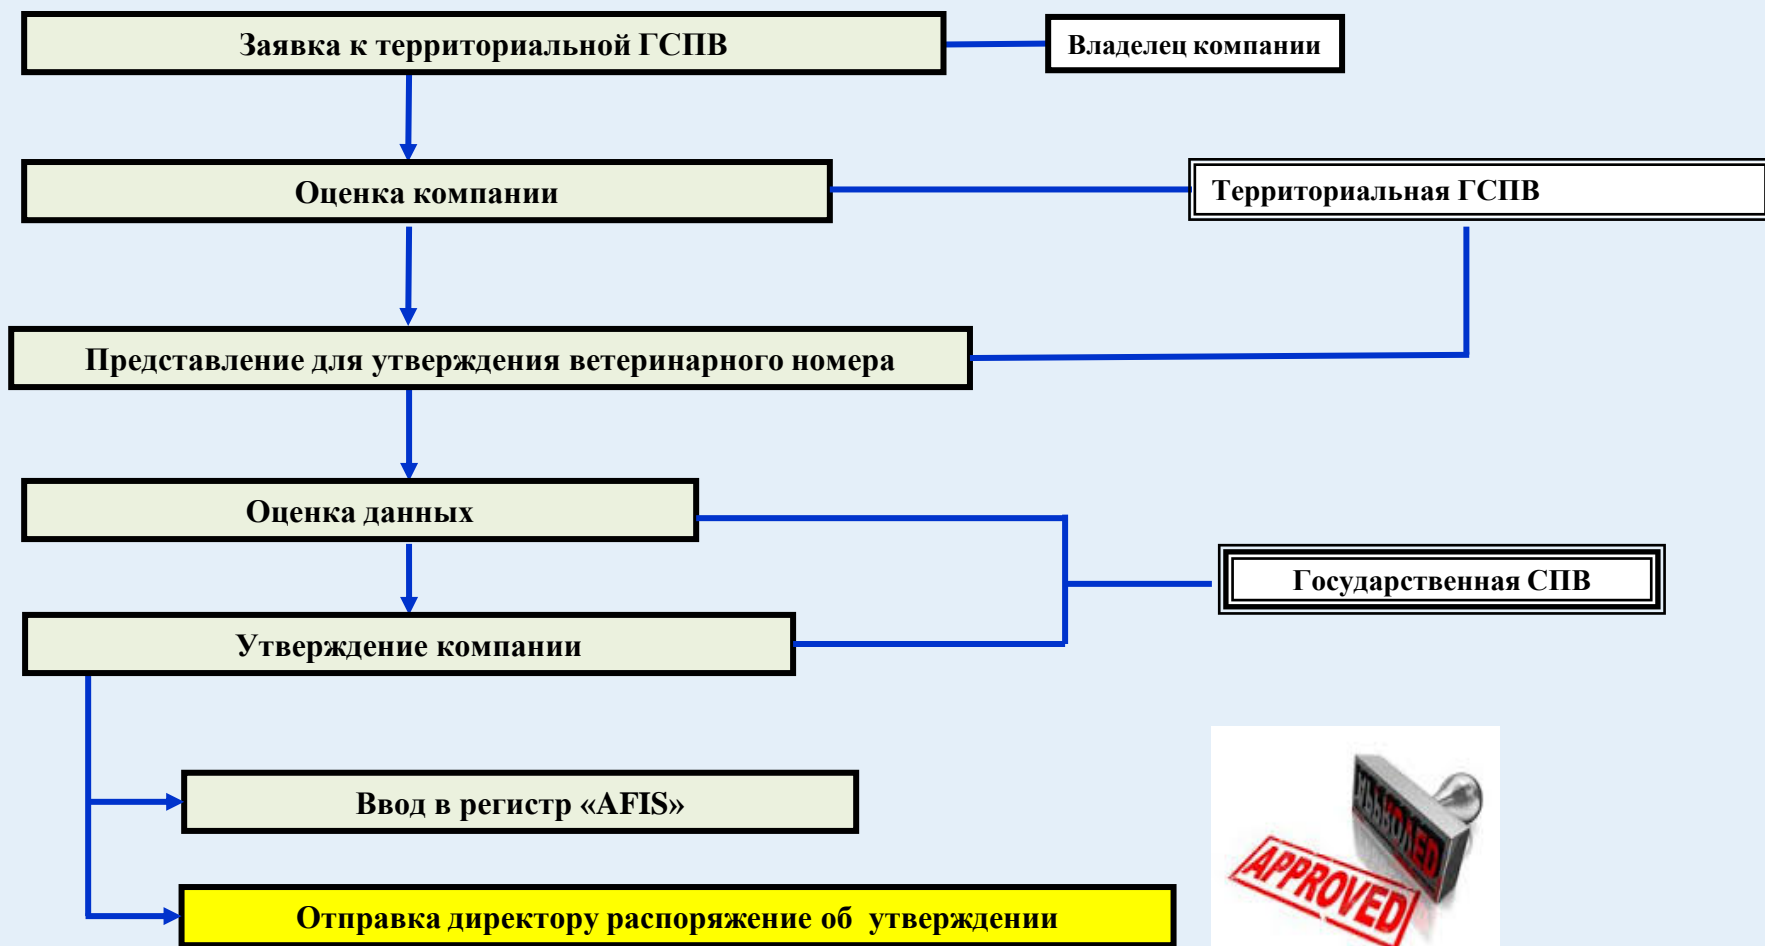 Заявка к территориальной ГСПВ
Владелец компании
Оценка компании
Территориальная ГСПВ
Представление для утверждения ветеринарного номера
Оценка данных
Государственная СПВ
Утверждение компании
Ввод в регистр «AFIS»
APPROVED
APPROVED
Отправка директору распоряжение об  утверждении